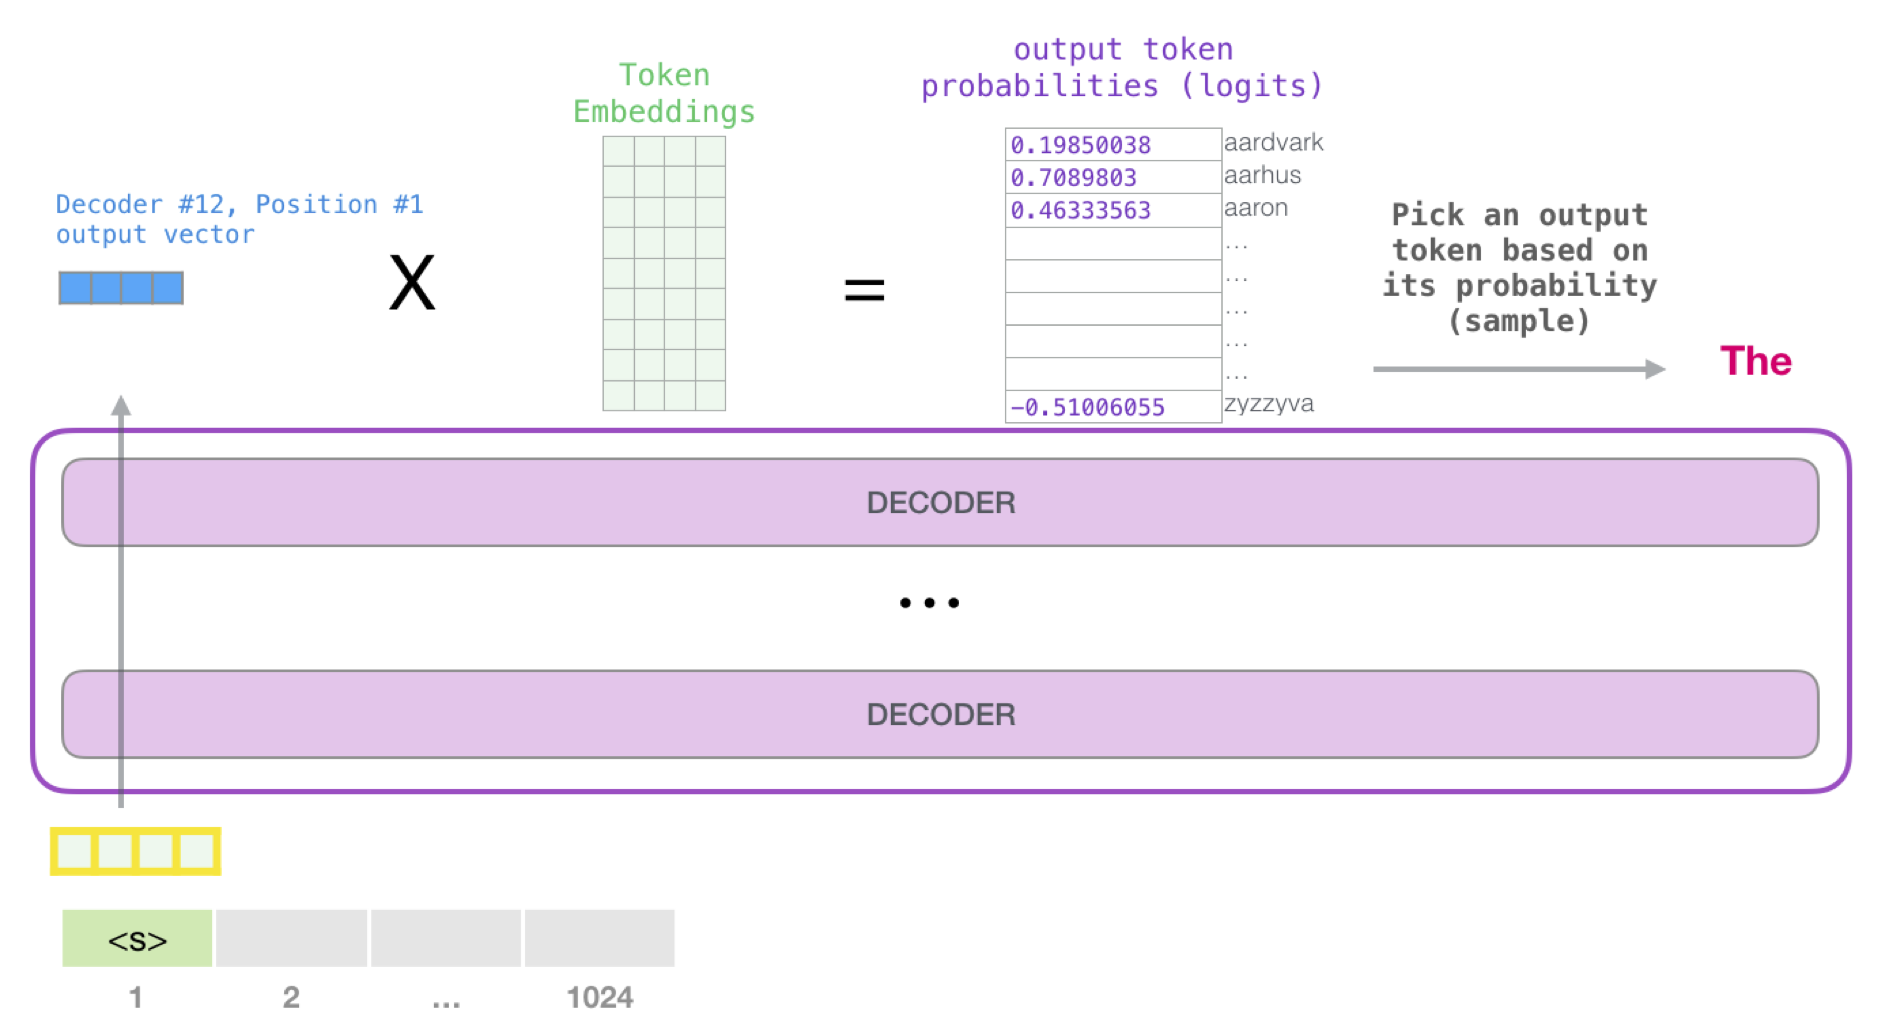 output token
probabilities (logits)
Token
Embeddings
0.19850038 aardvark
0.7089803 aarhus
0.46333563 aaron
...
...
...
...
...
-0.51006055 zyzzyva
Decoder #12, Position #1
output vector
X
=
Pick an output
token based on
its probability
(sample)
The
DECODER
...
DECODER
<s>
1 2 ... 1024